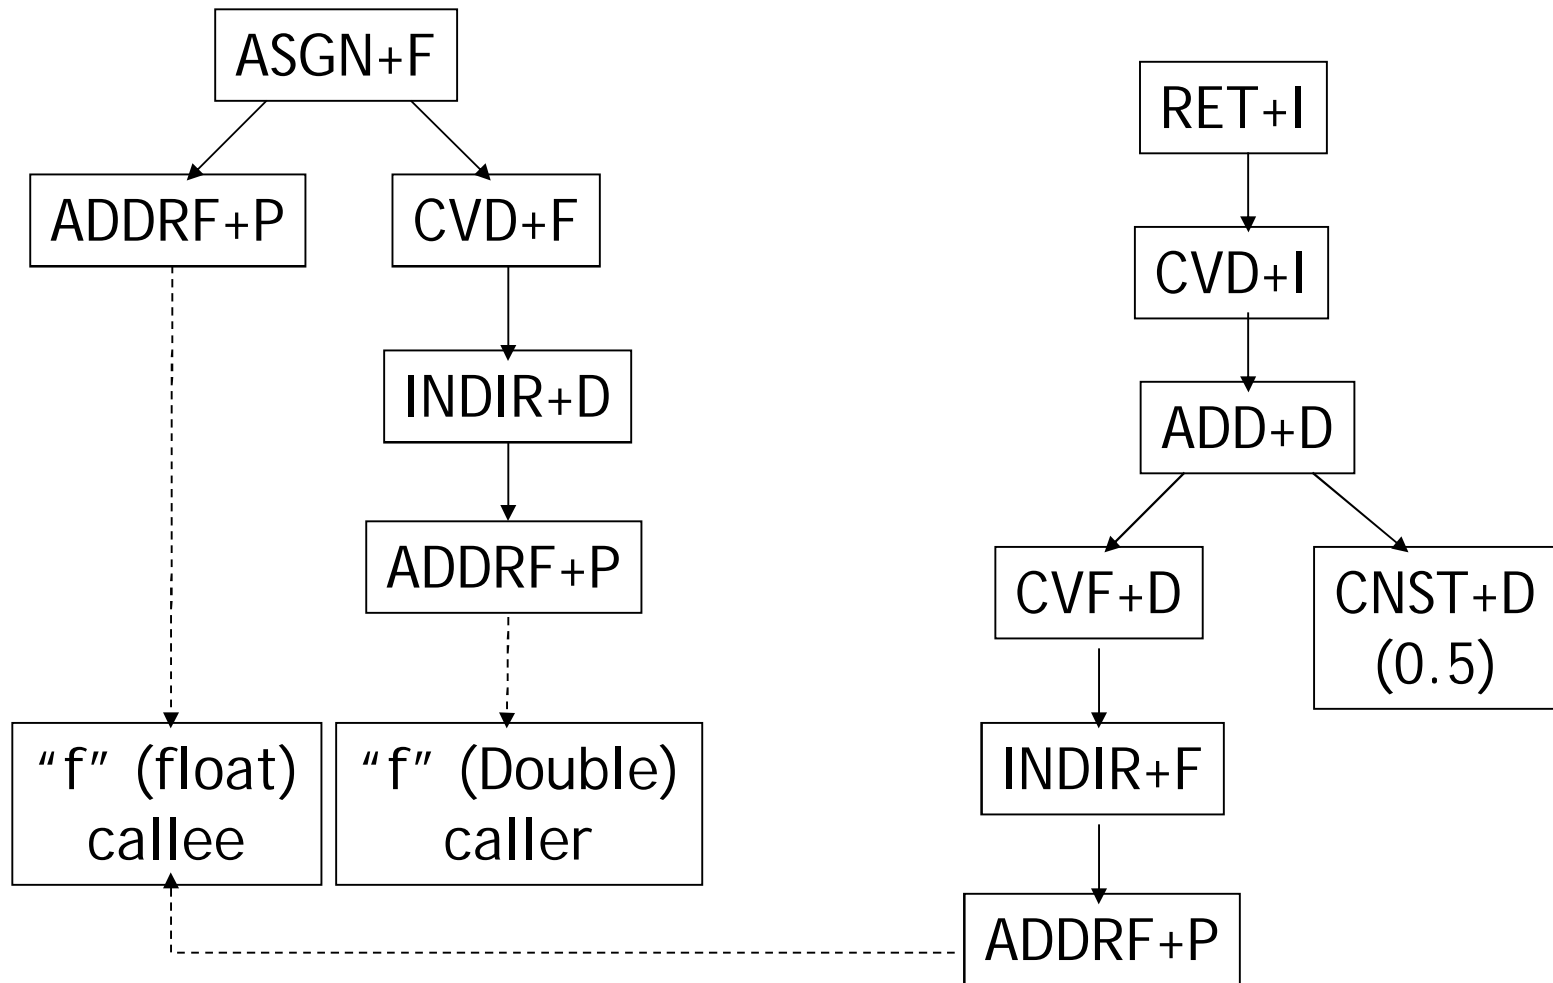 ASGN+F
RET+I
ADDRF+P
CVD+F
CVD+I
INDIR+D
ADD+D
ADDRF+P
CVF+D
CNST+D
(0.5)
"f" (float)
callee
"f" (Double)
caller
INDIR+F
ADDRF+P